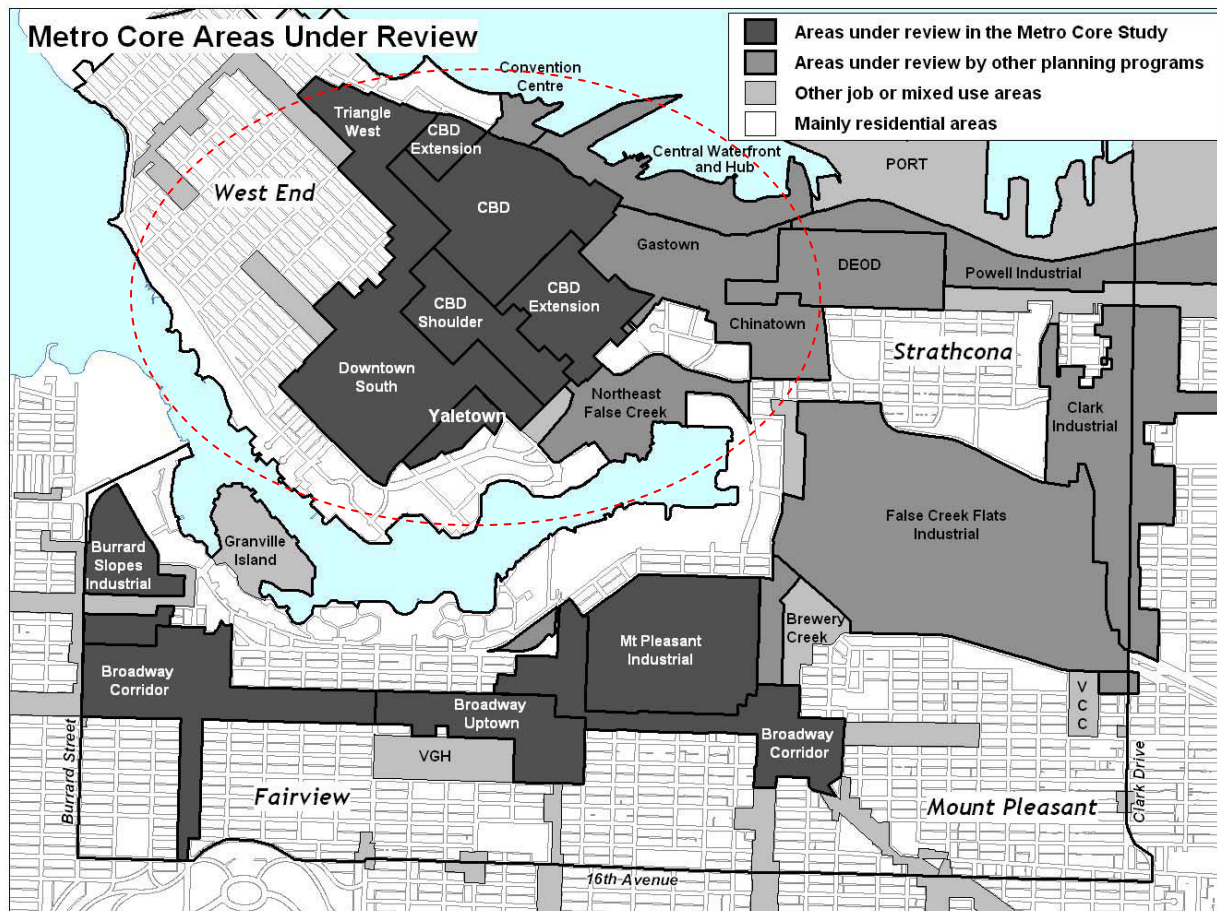 Metro Core Areas Under Review
Areas under review in the Metro Core Study
Areas under review by other planning programs
Other job or mixed use areas
Mainly residential areas
Convention
Centre
Triangle
West
CBD
Extension
Central Waterfront
and Hub
PORT
West End
CBD
Gastown
DEOD
Powell Industrial
CBD
Extension
CBD
Shoulder
Chinatown
Strathcona
Downtown
South
Northeast
False Creek
Yaletown
Clark
Industrial
False Creek Flats
Industrial
Granville
Island
Burrard
Slopes
Industrial
Brewery
Creek
Mt Pleasant
Industrial
Broadway
Corridor
Broadway
Uptown
VCC
Broadway
Corridor
VGH
Burrard Street
Clark Drive
Fairview
Mount Pleasant
16th Avenue